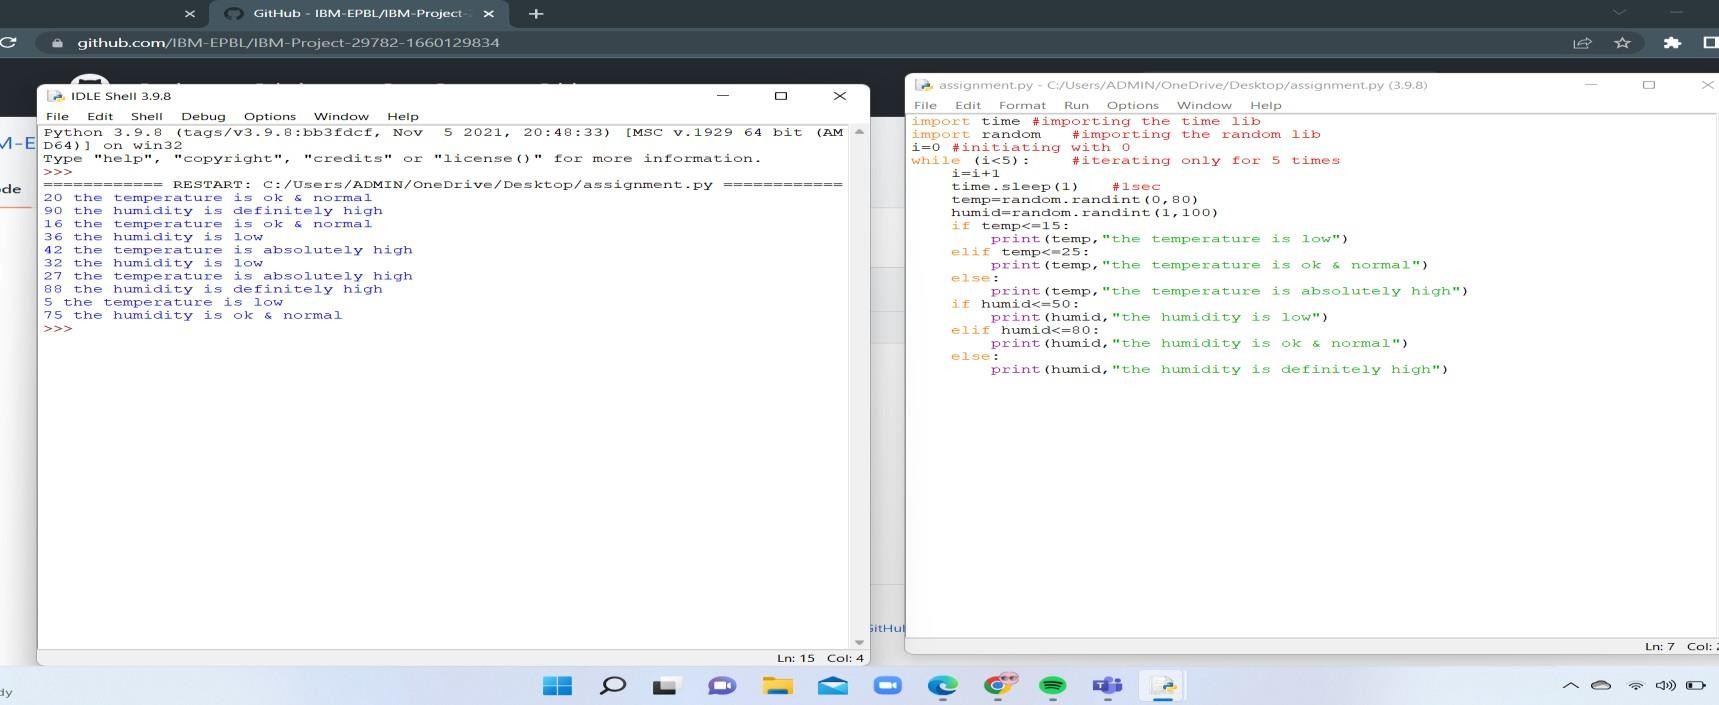 GitHub - IBM-EPBL/IBM-Project-
github.com/IBM-EPBL/IBM-Project-29782-1660129834
IDLE Shell 3.9.8
File Edit Shell Debug Options Window Help
Python 3.9.8 (tags/v3.9.8:bb3fdcf, Nov  5 2021, 20:48:33) [MSC v.1929 64 bit (AM
D64)] on win32
Type "help", "copyright", "credits" or "license()" for more information.
>>>
============ RESTART: C:/Users/ADMIN/OneDrive/Desktop/assignment.py ============
20 the temperature is ok & normal
90 the humidity is definitely high
16 the temperature is ok & normal
36 the humidity is low
42 the temperature is absolutely high
32 the humidity is low
27 the temperature is absolutely high
88 the humidity is definitely high
5 the temperature is low
75 the humidity is ok & normal
>>>
Ln: 15 Col: 4
assignment.py - C:/Users/ADMIN/OneDrive/Desktop/assignment.py (3.9.8)
File Edit Format Run Options Window Help
import time #importing the time lib
import random   #importing the random lib
i=0 #initiating with 0
while (i<5):    #iterating only for 5 times
    i=i+1
    time.sleep(1)   #1sec
    temp=random.randint(0,80)
    humid=random.randint(1,100)
    if temp<=15:
        print(temp,"the temperature is low")
    elif temp<=25:
        print(temp,"the temperature is ok & normal")
    else:
        print(temp,"the temperature is absolutely high")
    if humid<=50:
        print(humid,"the humidity is low")
    elif humid<=80:
        print(humid,"the humidity is ok & normal")
    else:
        print(humid,"the humidity is definitely high")
Ln: 7 Col:
M-E
de
GitHu
dy